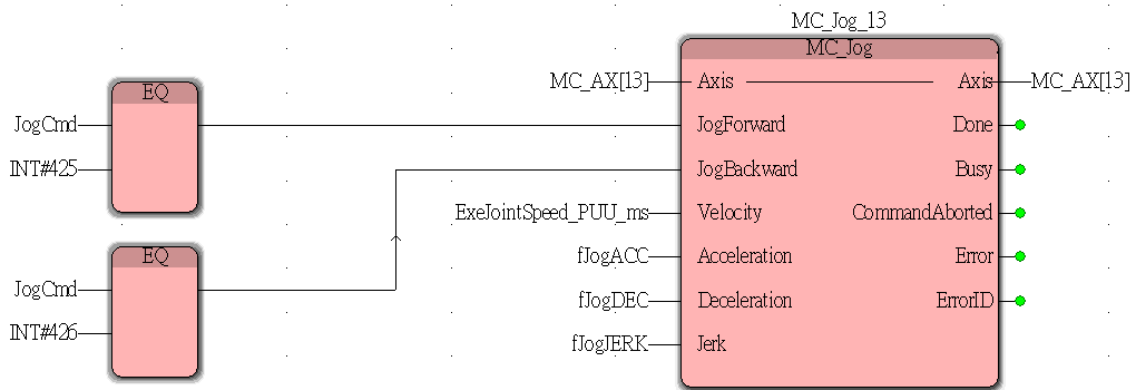 MC_Jog_13
MC_Jog
EQ
MC_AX[13] Axis Axis MC_AX[13]
JogCmd JogForward Done
INT#425 JogBackward Busy
ExeJointSpeed_PUU_ms Velocity CommandAborted
EQ
fJogACC Acceleration Error
JogCmd fJogDEC Deceleration ErrorID
INT#426
fJogJERK Jerk